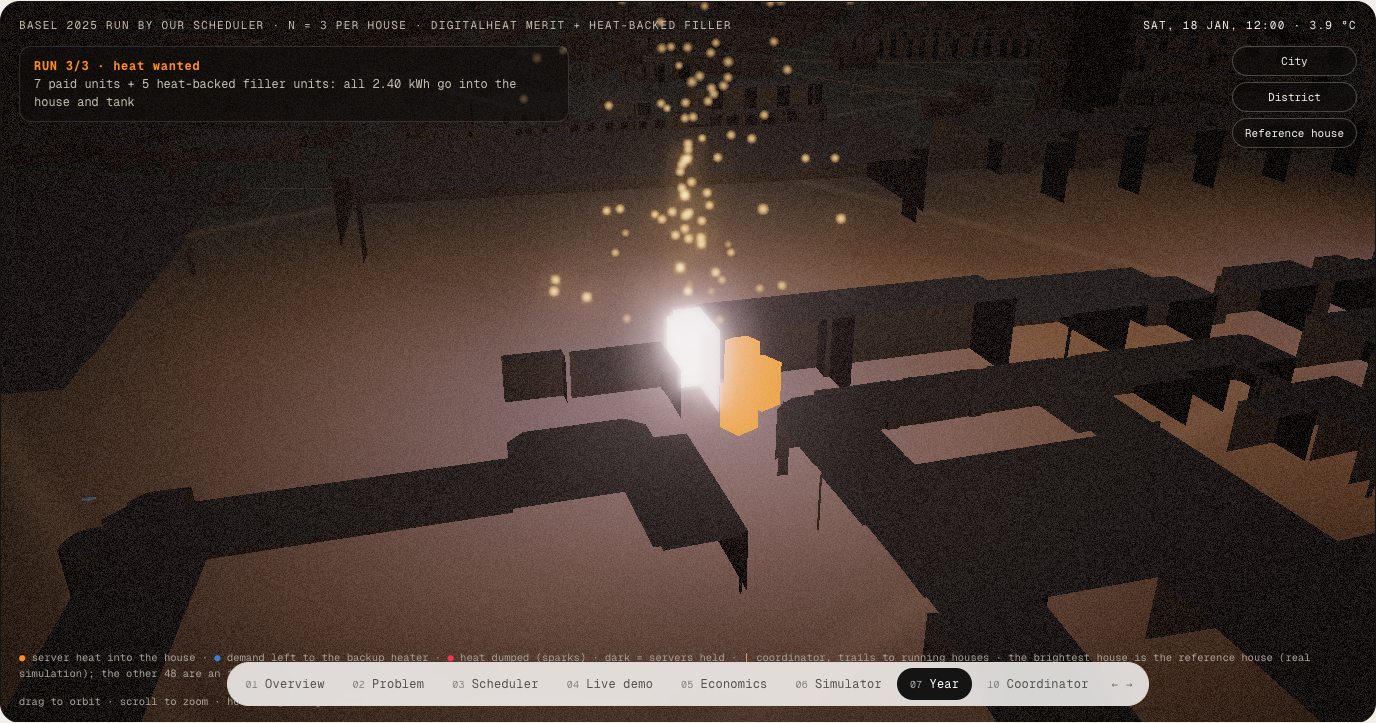 BASEL 2025 RUN BY OUR SCHEDULER · N = 3 PER HOUSE · DIGITALHEAT MERIT + HEAT-BACKED FILLER
SAT, 18 JAN, 12:00 · 3.9 °C
RUN 3/3 · heat wanted
7 paid units + 5 heat-backed filler units: all 2.40 kWh go into the
house and tank
City
District
Reference house
server heat into the house · demand left to the backup heater · heat dumped (sparks) · dark = servers held | coordinator, trails to running houses · the brightest house is the reference house (real
simulation); the other 48 are an
drag to orbit · scroll to zoom ·
01 Overview 02 Problem 03 Scheduler 04 Live demo 05 Economics 06 Simulator 07 Year 10 Coordinator ← →